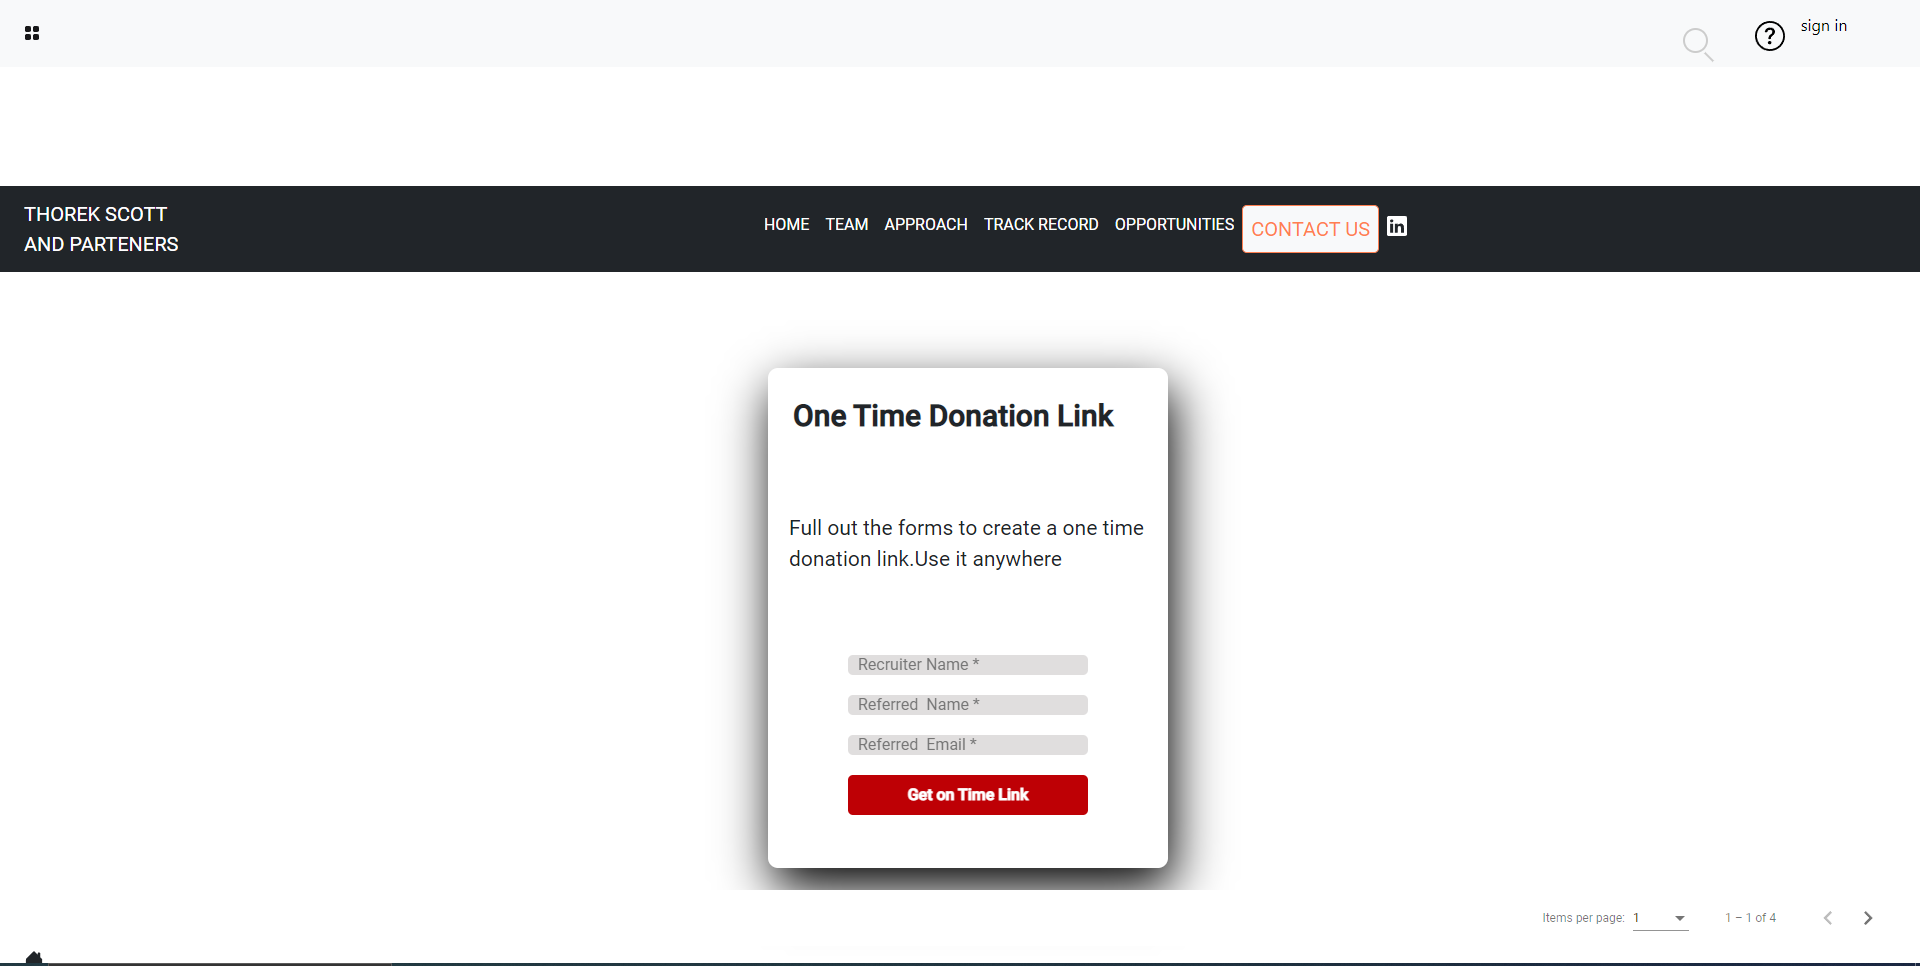 sign in
THOREK SCOTT
AND PARTENERS
HOME TEAM APPROACH TRACK RECORD OPPORTUNITIES CONTACT US in
One Time Donation Link
Full out the forms to create a one time
donation link.Use it anywhere
Recruiter Name *
Referred Name *
Referred Email *
Get on Time Link
Items per page: 1 1 – 1 of 4